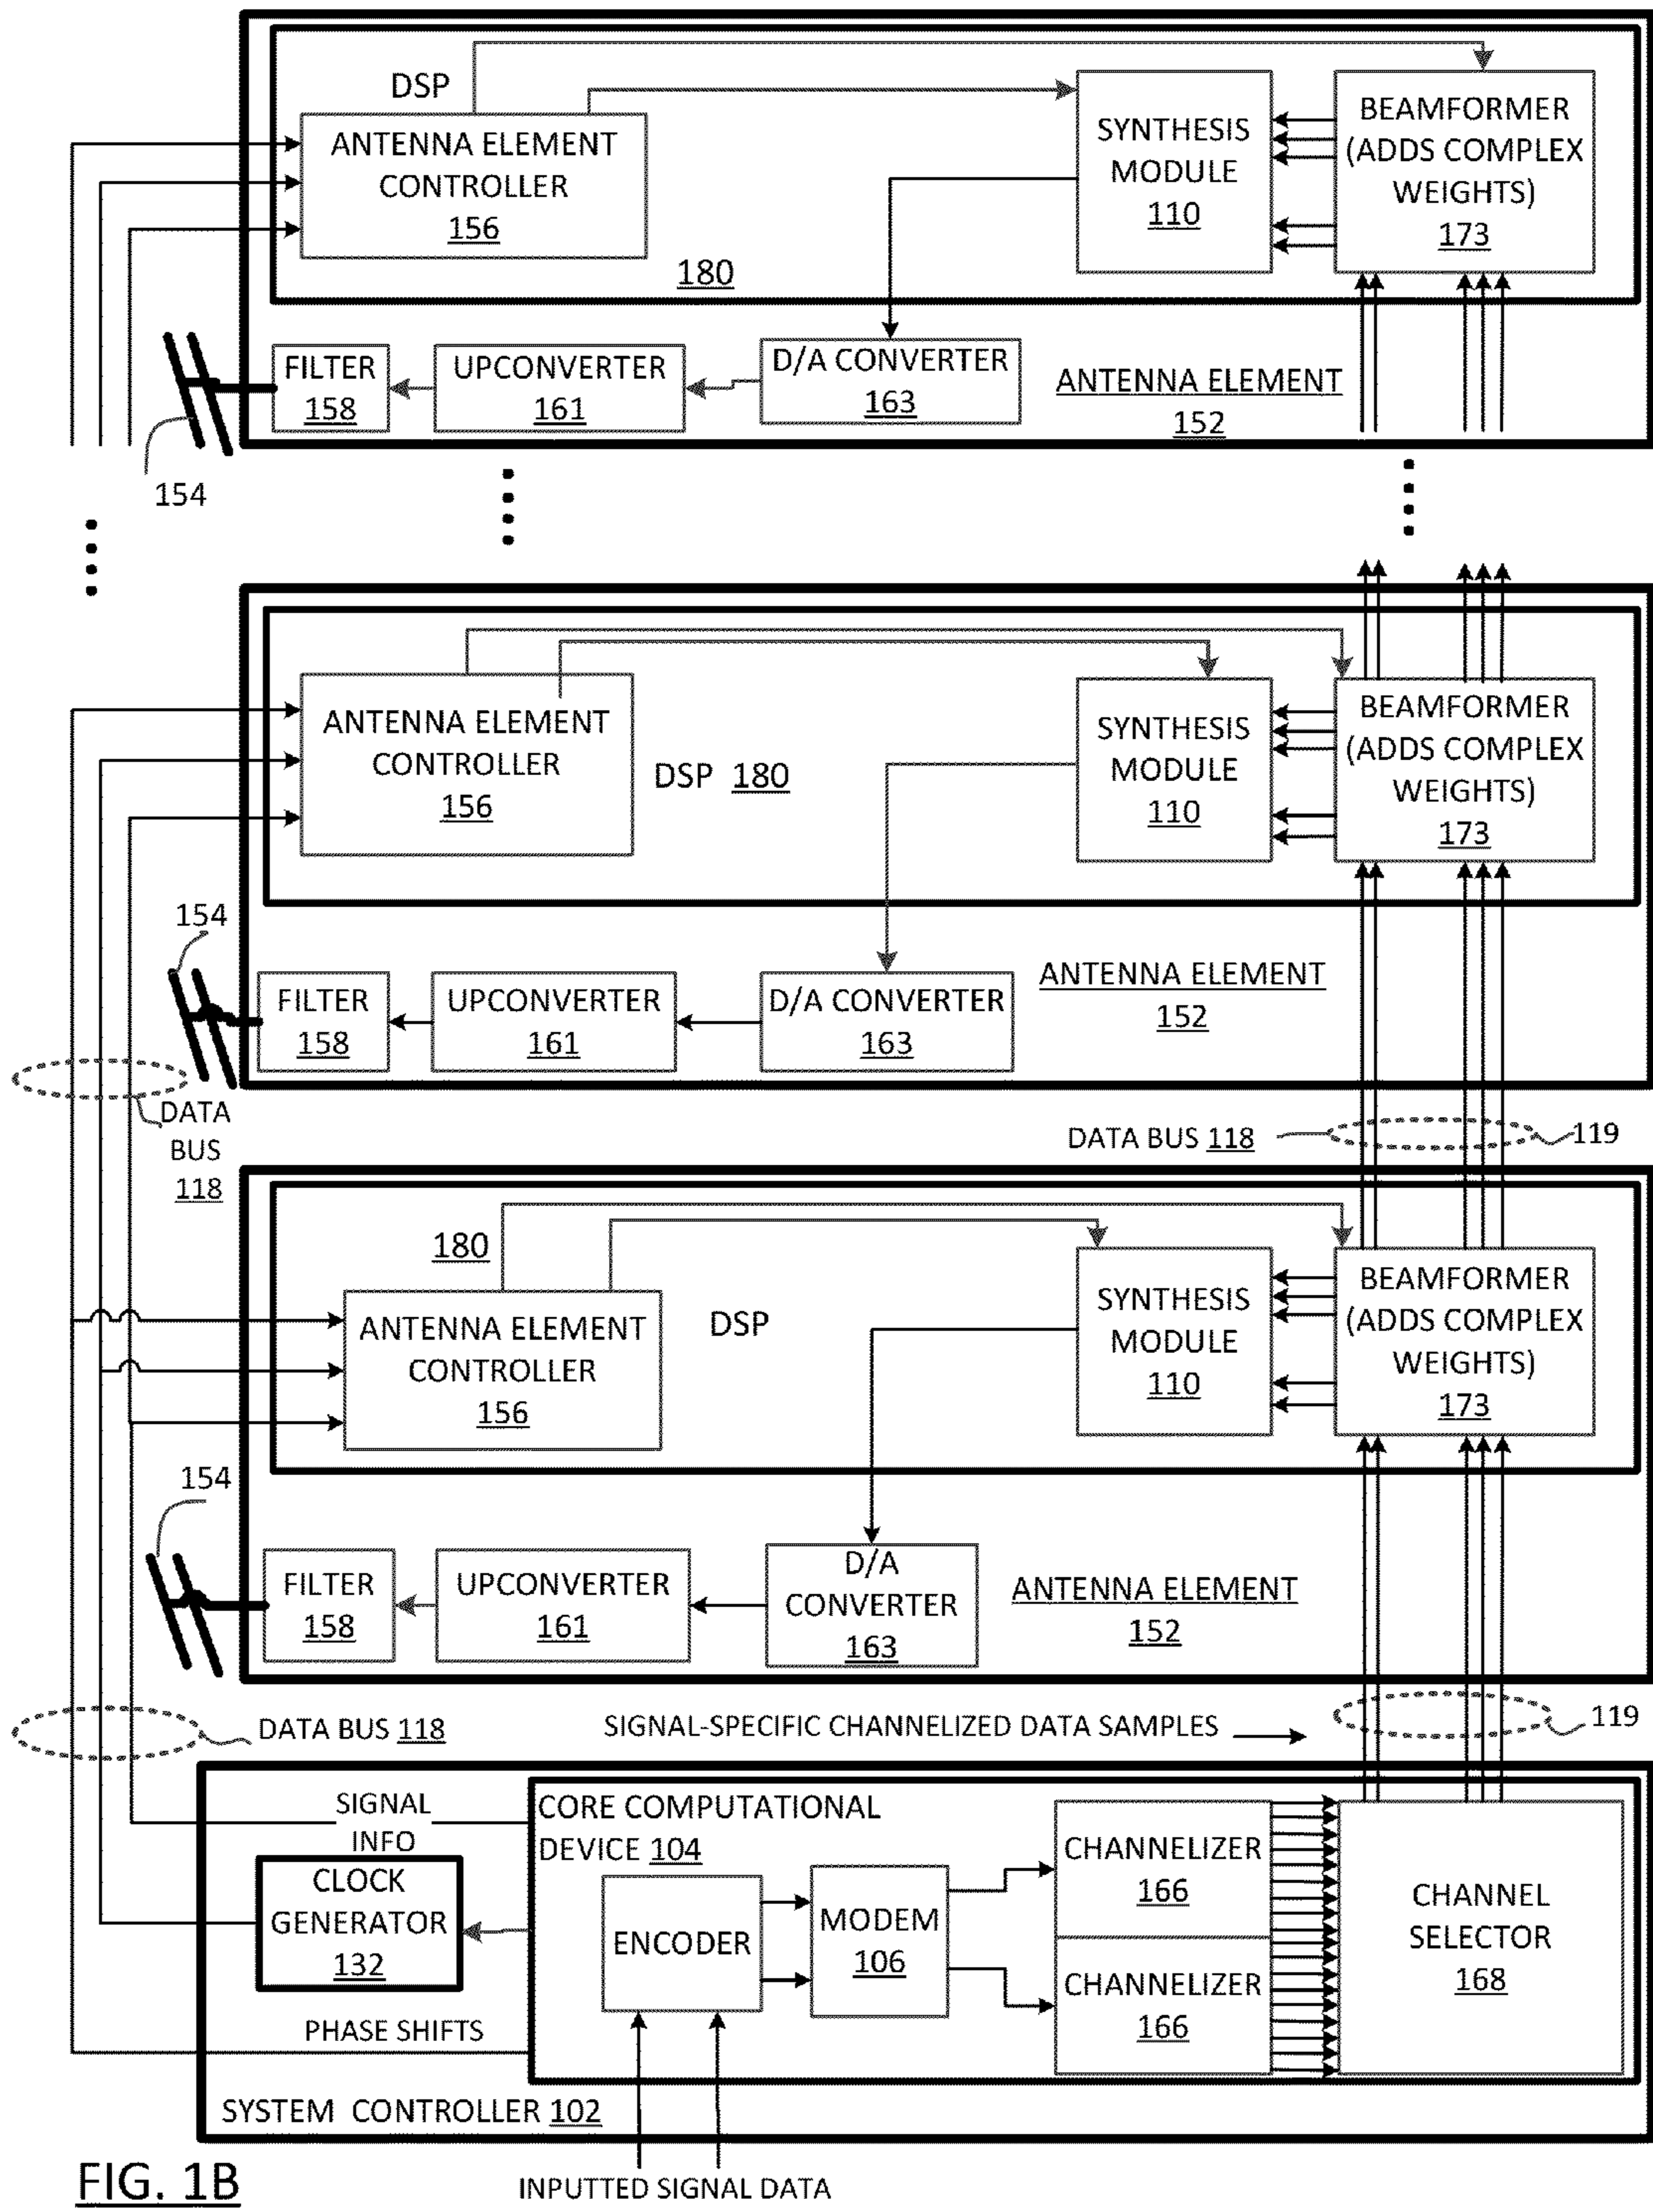 DSP
ANTENNA ELEMENT
CONTROLLER
156
180
SYNTHESIS
MODULE
110
BEAMFORMER
(ADDS COMPLEX
WEIGHTS)
173
FILTER
158
UPCONVERTER
161
D/A CONVERTER
163
ANTENNA ELEMENT
152
154
ANTENNA ELEMENT
CONTROLLER
156
DSP 180
SYNTHESIS
MODULE
110
BEAMFORMER
(ADDS COMPLEX
WEIGHTS)
173
154
FILTER
158
UPCONVERTER
161
D/A CONVERTER
163
ANTENNA ELEMENT
152
DATA
BUS
118
DATA BUS 118
119
180
ANTENNA ELEMENT
CONTROLLER
156
DSP
SYNTHESIS
MODULE
110
BEAMFORMER
(ADDS COMPLEX
WEIGHTS)
173
154
FILTER
158
UPCONVERTER
161
D/A
CONVERTER
163
ANTENNA ELEMENT
152
DATA BUS 118
SIGNAL-SPECIFIC CHANNELIZED DATA SAMPLES
119
SIGNAL
INFO
CLOCK
GENERATOR
132
PHASE SHIFTS
CORE COMPUTATIONAL
DEVICE 104
ENCODER
MODEM
106
CHANNELIZER
166
CHANNELIZER
166
CHANNEL
SELECTOR
168
SYSTEM CONTROLLER 102
INPUTTED SIGNAL DATA
FIG. 1B